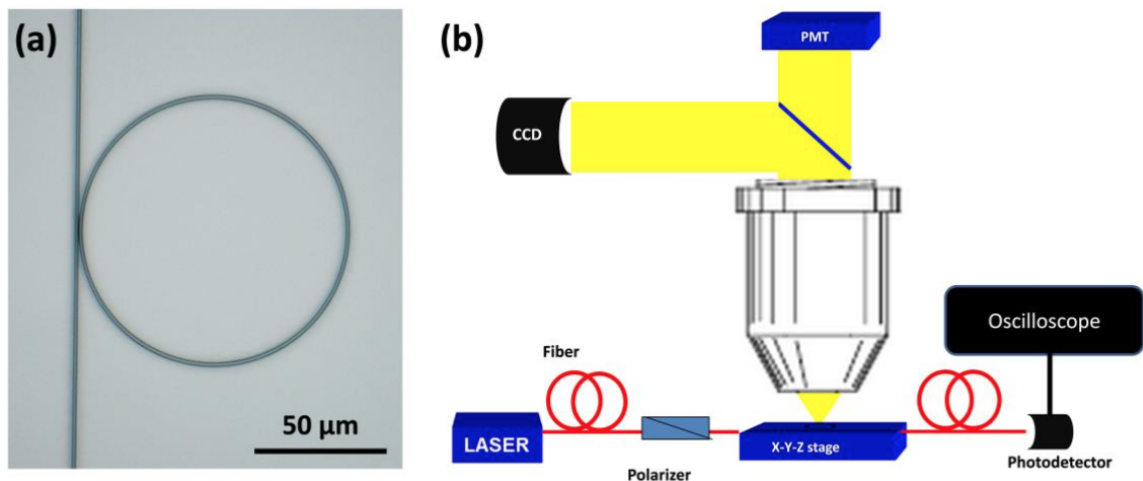 (a)
50 μm
(b)
PMT
CCD
Oscilloscope
Fiber
LASER
Polarizer
X-Y-Z stage
Photodetector